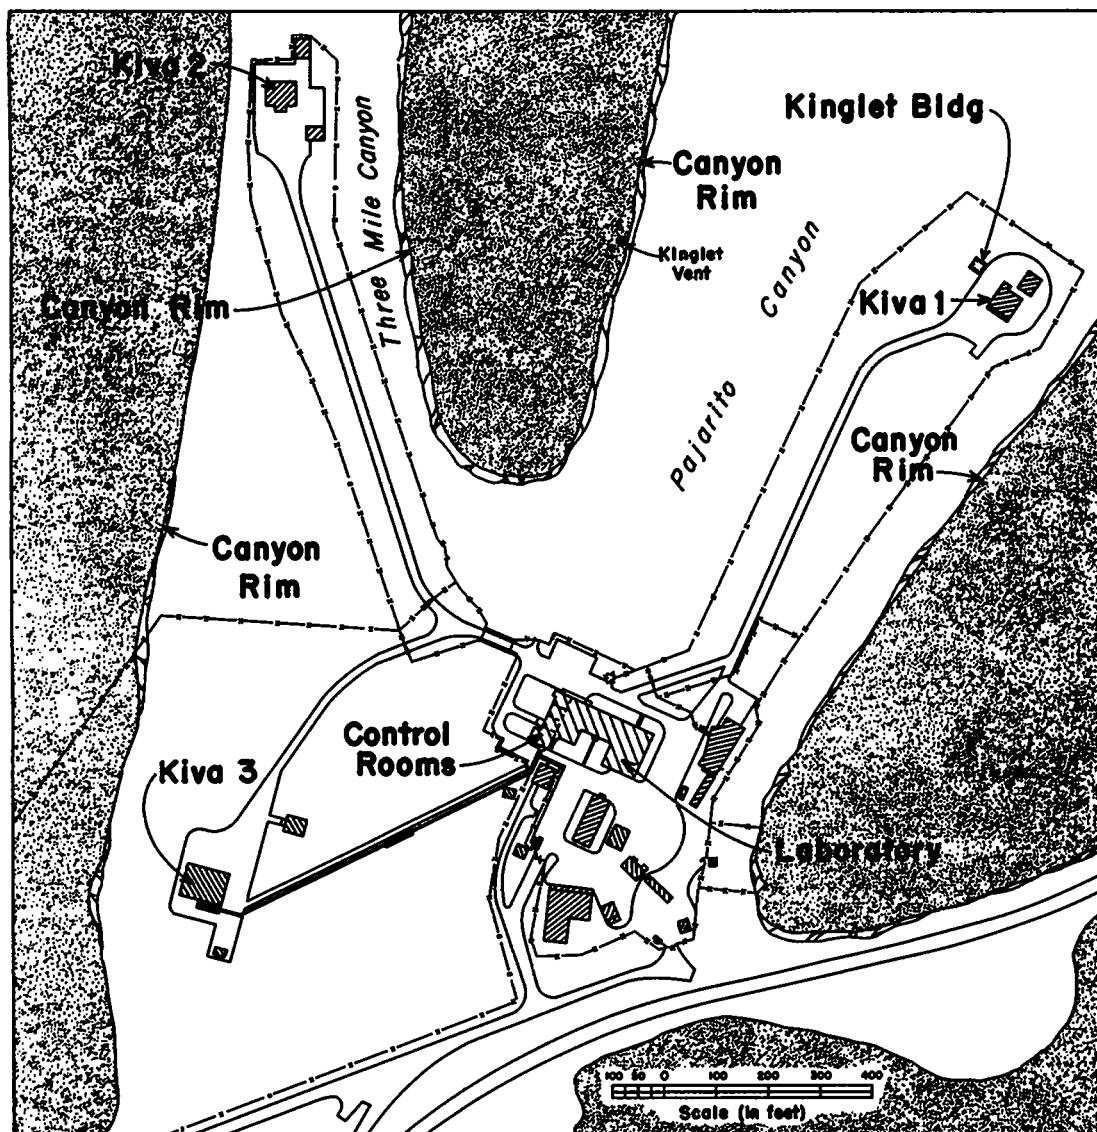 Kiva 2
Kinglet Bldg
Three Mile Canyon
Canyon
Rim
Kinglet
Vent
Pajarito Canyon
Canyon Rim
Kiva 1
Canyon
Rim
Canyon
Rim
Control
Rooms
Kiva 3
Laboratory
100 50 0 100 200 300 400
Scale (in feet)